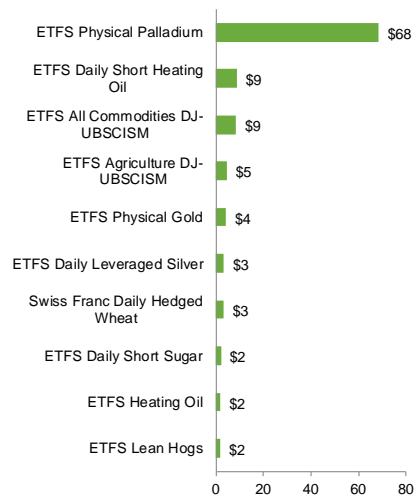 ETFS Physical Palladium
$68
ETFS Daily Short Heating
Oil
$9
ETFS All Commodities DJ-
UBSCISM
$9
ETFS Agriculture DJ-
UBSCISM
$5
ETFS Physical Gold
$4
ETFS Daily Leveraged Silver
$3
Swiss Franc Daily Hedged
Wheat
$3
ETFS Daily Short Sugar
$2
ETFS Heating Oil
$2
ETFS Lean Hogs
$2
0 20 40 60 80